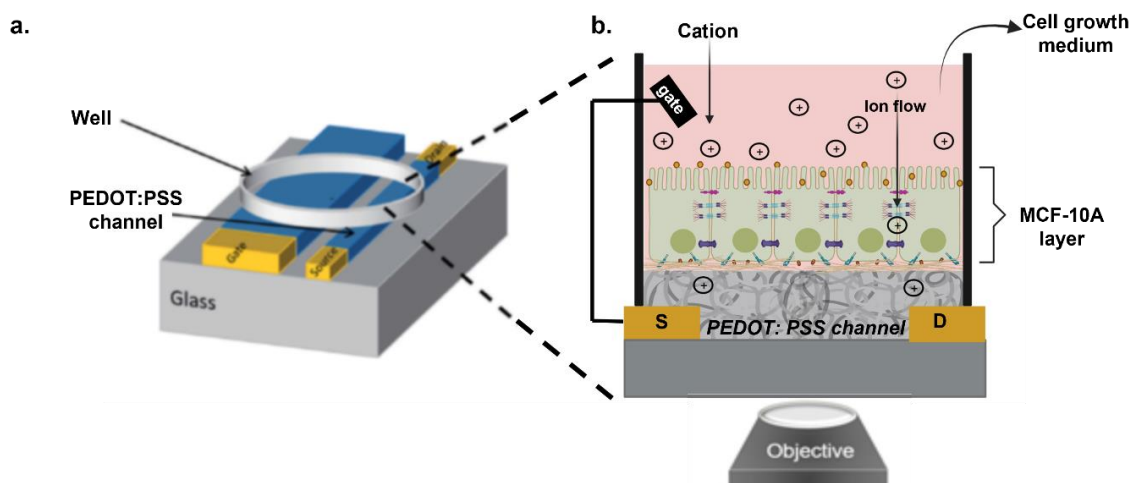 a.
Well
PEDOT:PSS
channel
Gate
Source
Drain
Glass
b.
Cation
Cell growth
medium
gate
Ion flow
MCF-10A
layer
S
PEDOT: PSS channel
D
Objective